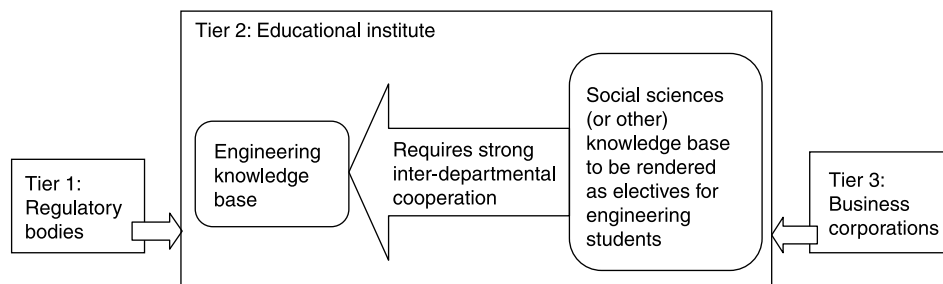 Tier 2: Educational institute
Tier 1:
Regulatory
bodies
Engineering
knowledge
base
Requires strong
inter-departmental
cooperation
Social sciences
(or other)
knowledge base
to be rendered
as electives for
engineering
students
Tier 3:
Business
corporations